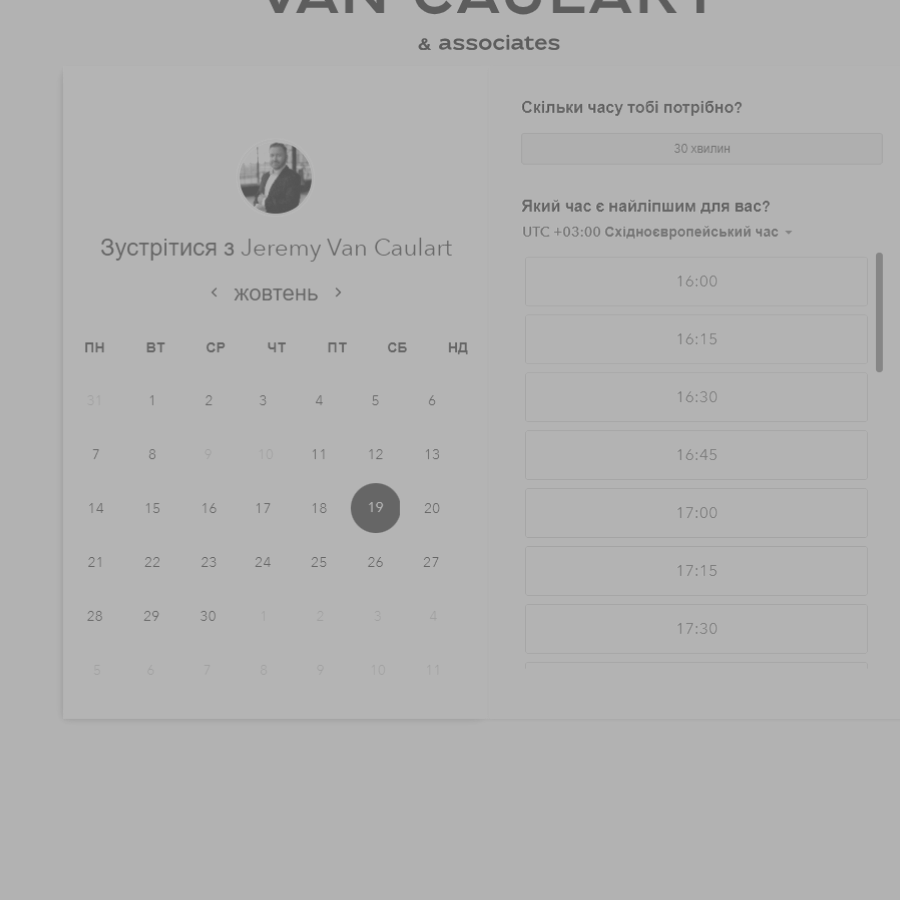 VAN CAULART
& associates
Зустрітися з Jeremy Van Caulart
жовтень
ПН ВТ СР ЧТ ПТ СБ НД
31 1 2 3 4 5 6
7 8 9 10 11 12 13
14 15 16 17 18 19 20
21 22 23 24 25 26 27
28 29 30 1 2 3 4
5 6 7 8 9 10 11
Скільки часу тобі потрібно?
30 хвилин
Який час є найліпшим для вас?
UTC +03:00 Східноєвропейський час
16:00
16:15
16:30
16:45
17:00
17:15
17:30